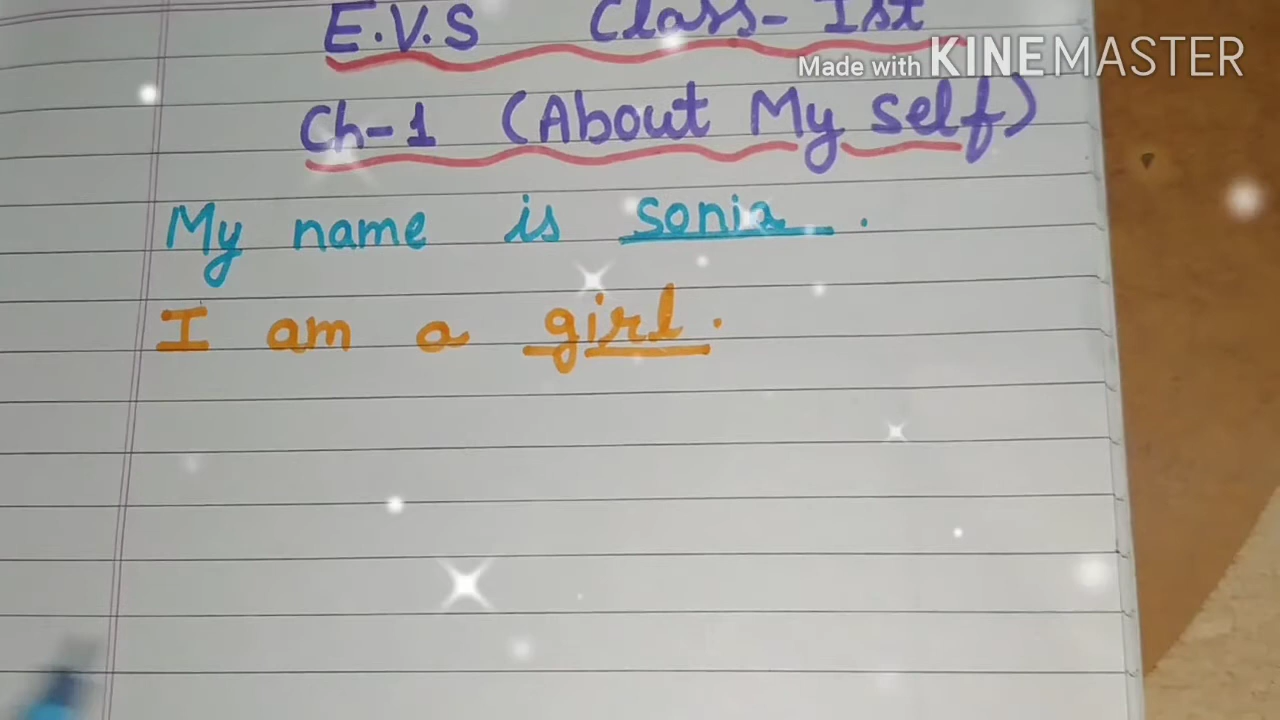 E.V.S Class- Ist
Made with KINEMASTER
Ch-1 (About My self)
My name is sonia .
I am a girl.